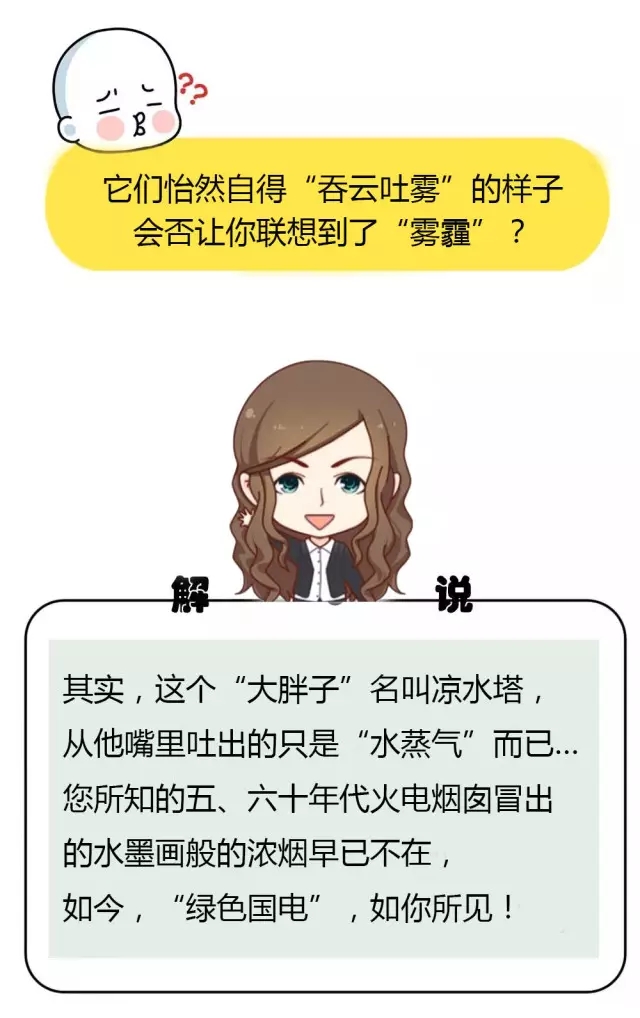 ??
它们怡然自得“吞云吐雾”的样子
会否让你联想到了“雾霾”？
解 说
其实，这个“大胖子”名叫凉水塔，
从他嘴里吐出的只是“水蒸气”而已...
您所知的五、六十年代火电烟囱冒出
的水墨画般的浓烟早已不在，
如今，“绿色国电”，如你所见！